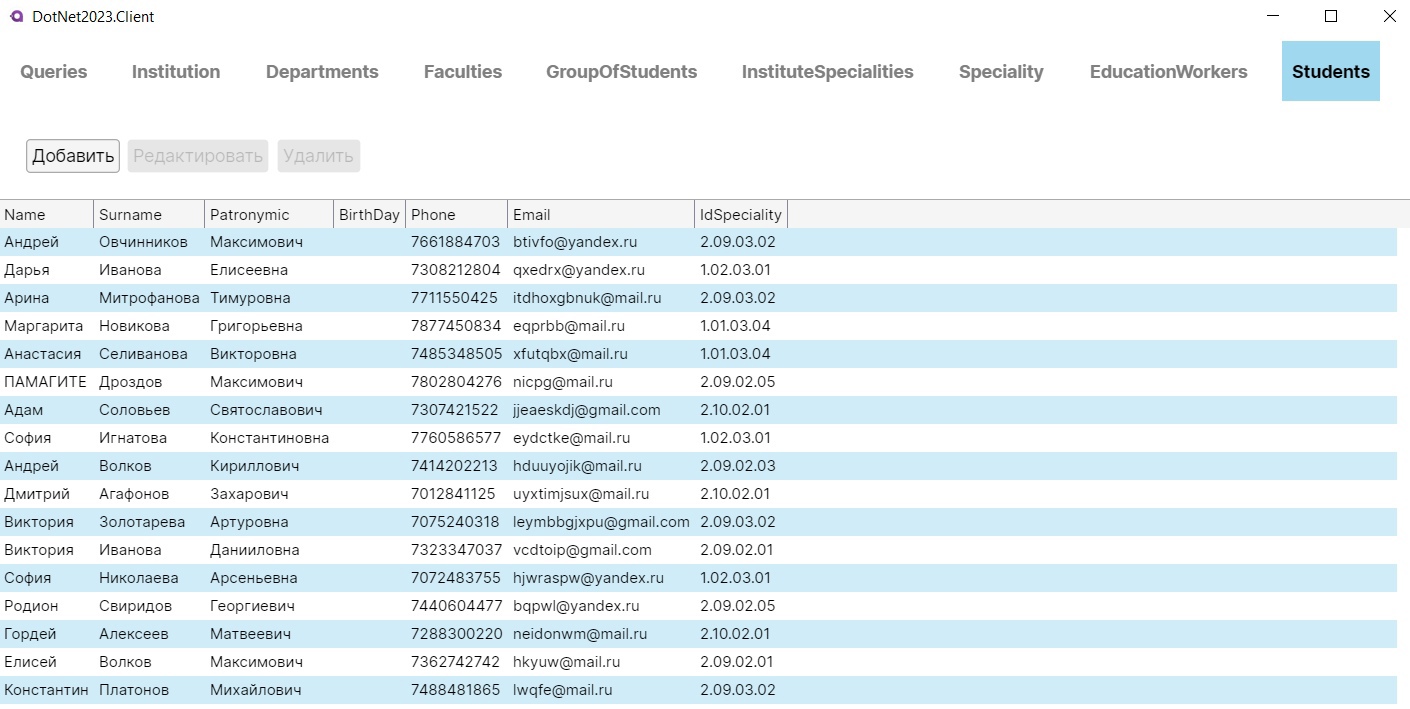 DotNet2023.Client
Queries Institution Departments Faculties GroupOfStudents InstituteSpecialities Speciality EducationWorkers Students
Добавить Редактировать Удалить
Name Surname Patronymic BirthDay Phone Email IdSpeciality
Андрей Овчинников Максимович 7661884703 btivfo@yandex.ru 2.09.03.02
Дарья Иванова Елисеевна 7308212804 qxedrx@yandex.ru 1.02.03.01
Арина Митрофанова Тимуровна 7711550425 itdhoxgbnuk@mail.ru 2.09.03.02
Маргарита Новикова Григорьевна 7877450834 eqprbb@mail.ru 1.01.03.04
Анастасия Селиванова Викторовна 7485348505 xfutqbx@mail.ru 1.01.03.04
ПАМАГИТЕ Дроздов Максимович 7802804276 nicpg@mail.ru 2.09.02.05
Адам Соловьев Святославович 7307421522 jjeaeskdj@gmail.com 2.10.02.01
София Игнатова Константиновна 7760586577 eydctke@mail.ru 1.02.03.01
Андрей Волков Кириллович 7414202213 hduuyojik@mail.ru 2.09.02.03
Дмитрий Агафонов Захарович 7012841125 uyxtimjsux@mail.ru 2.10.02.01
Виктория Золотарева Артуровна 7075240318 leymbbgjxpu@gmail.com 2.09.03.02
Виктория Иванова Данииловна 7323347037 vcdtoip@gmail.com 2.09.02.01
София Николаева Арсеньевна 7072483755 hjwraspw@yandex.ru 1.02.03.01
Родион Свиридов Георгиевич 7440604477 bqpwl@yandex.ru 2.09.02.05
Гордей Алексеев Матвеевич 7288300220 neidonwm@mail.ru 2.10.02.01
Елисей Волков Максимович 7362742742 hkyuw@mail.ru 2.09.02.01
Константин Платонов Михайлович 7488481865 lwqfe@mail.ru 2.09.03.02